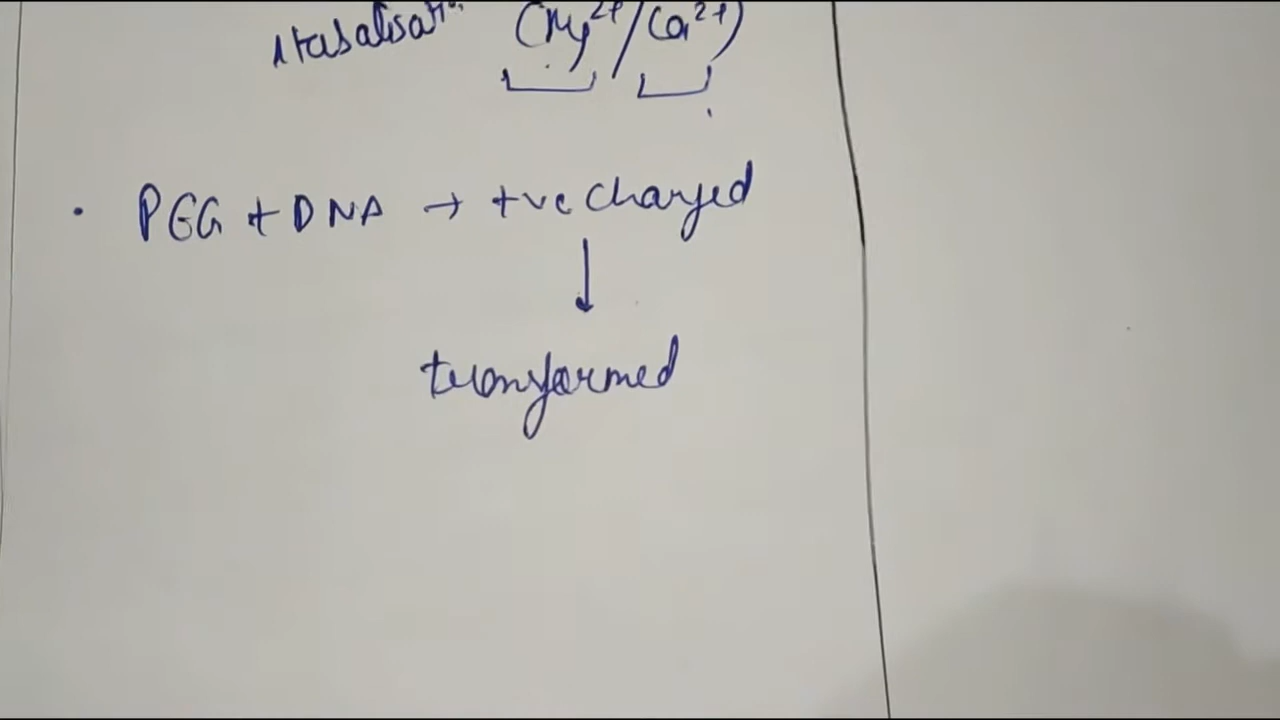 (Mg²⁺/Ca²⁺)
• PEG + DNA → +ve charged
↓
transformed